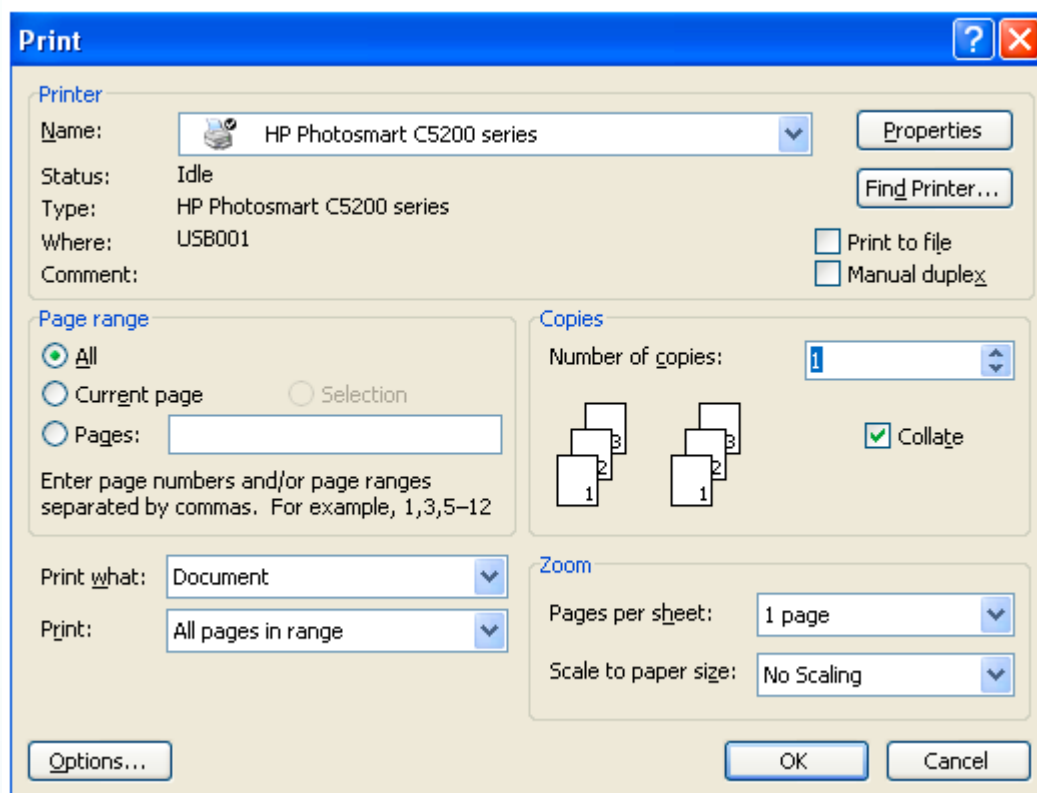 Print
Printer
Name: HP Photosmart C5200 series Properties
Status: Idle Find Printer...
Type: HP Photosmart C5200 series
Where: USB001 Print to file
Comment: Manual duplex
Page range
All
Current page Selection
Pages:
Enter page numbers and/or page ranges
separated by commas. For example, 1,3,5–12
Copies
Number of copies: 1
3 3
2 2
1 1
Collate
Print what: Document
Print: All pages in range
Zoom
Pages per sheet: 1 page
Scale to paper size: No Scaling
Options... OK Cancel